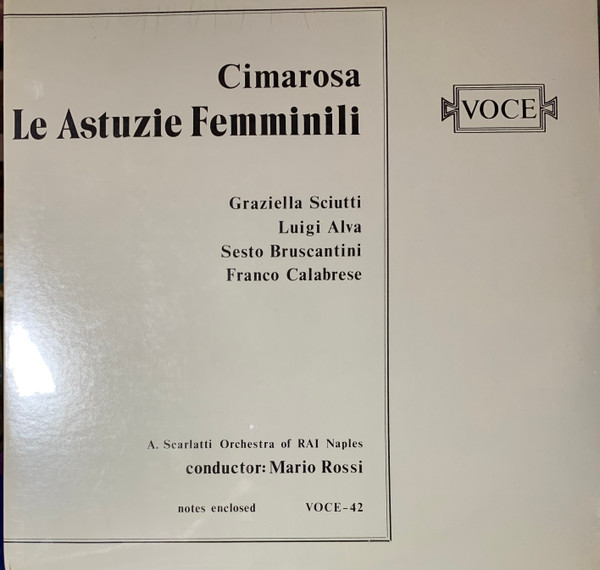 Cimarosa
Le Astuzie Femminili
VOCE
Graziella Sciutti
Luigi Alva
Sesto Bruscantini
Franco Calabrese
A. Scarlatti Orchestra of RAI Naples
conductor: Mario Rossi
notes enclosed VOCE-42